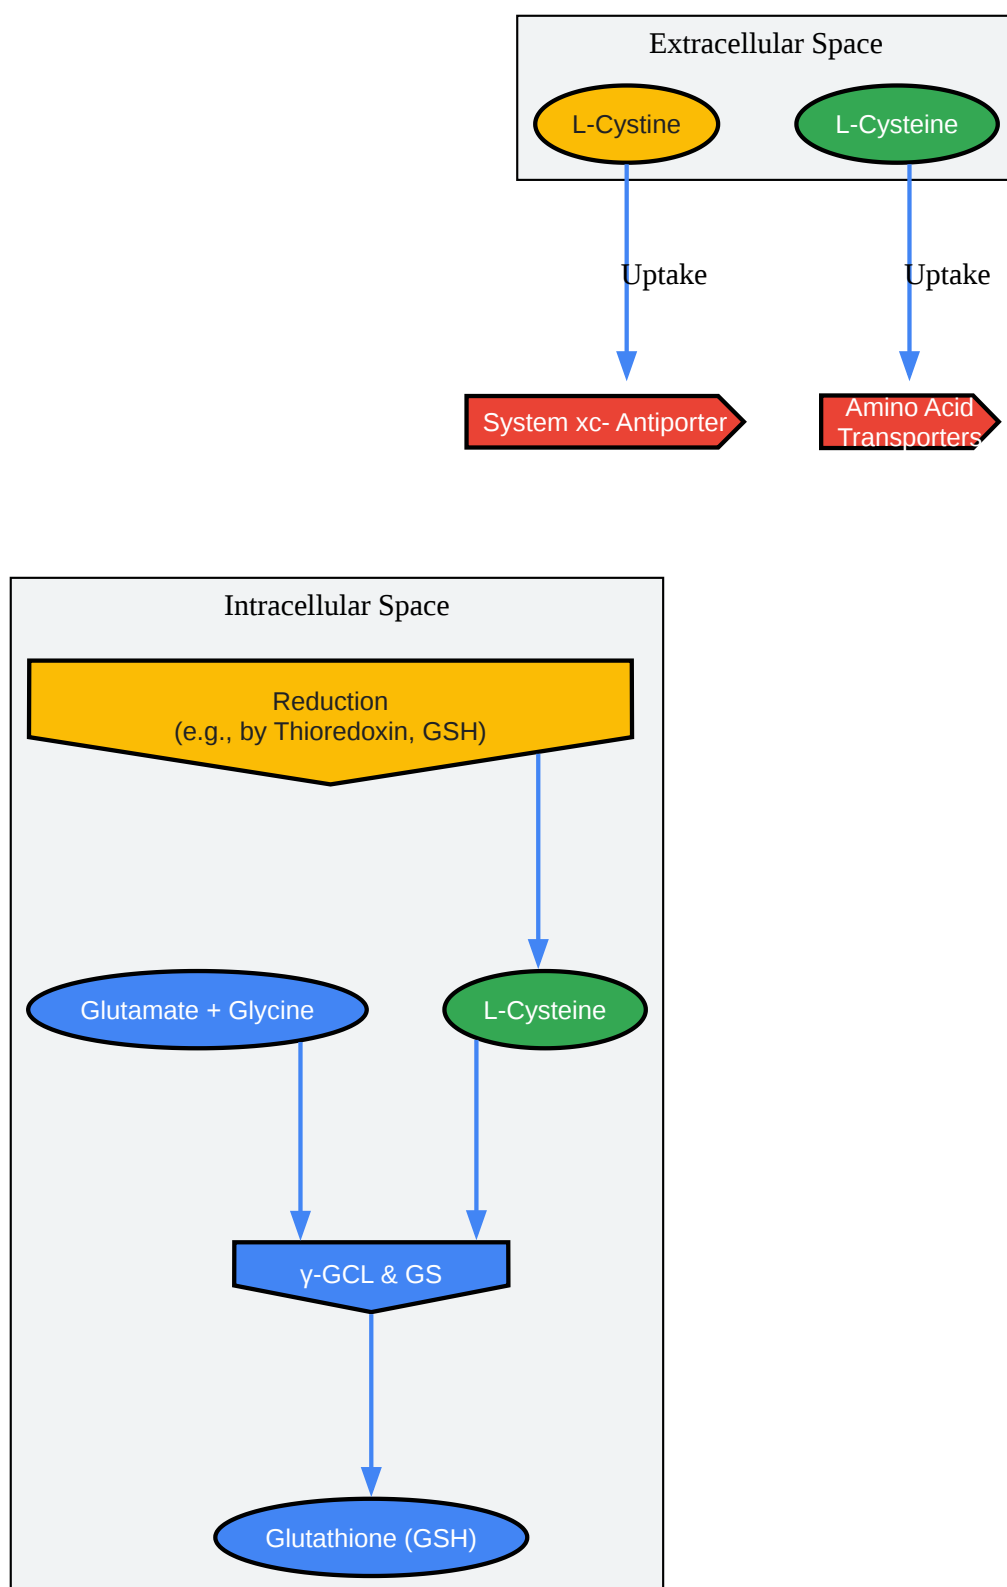 Extracellular Space
L-Cystine
L-Cysteine
Uptake
Uptake
System xc- Antiporter
Amino Acid
Transporters
Intracellular Space
Reduction
(e.g., by Thioredoxin, GSH)
Glutamate + Glycine
L-Cysteine
γ-GCL & GS
Glutathione (GSH)